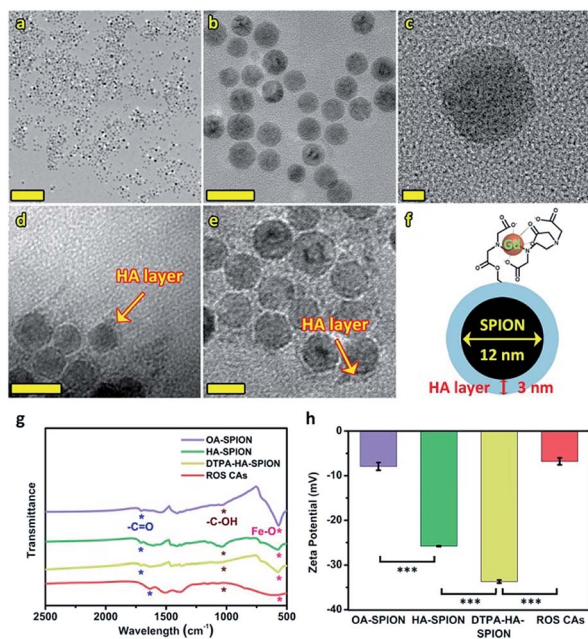 a
b
c
d
HA layer
e
HA layer
f
Gd
SPION
12 nm
HA layer
3 nm
g
OA-SPION
HA-SPION
DTPA-HA-SPION
ROS CAs
-C=O
-C-OH
Fe-O
Transmittance
2500 2000 1500 1000 500
Wavelength (cm⁻¹)
h
Zeta Potential (mV)
0
-10
-20
-30
-40
***
***
***
OA-SPION HA-SPION DTPA-HA- ROS CAs
SPION